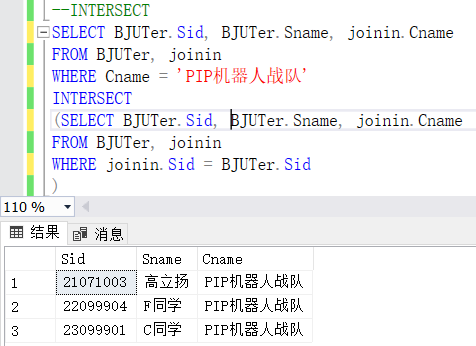 --INTERSECT
SELECT BJUTer.Sid, BJUTer.Sname, joinin.Cname
FROM BJUTer, joinin
WHERE Cname = 'PIP机器人战队'
INTERSECT
(SELECT BJUTer.Sid, BJUTer.Sname, joinin.Cname
FROM BJUTer, joinin
WHERE joinin.Sid = BJUTer.Sid
)
110 %
结果 消息
Sid Sname Cname
1 21071003 高立扬 PIP机器人战队
2 22099904 F同学 PIP机器人战队
3 23099901 C同学 PIP机器人战队